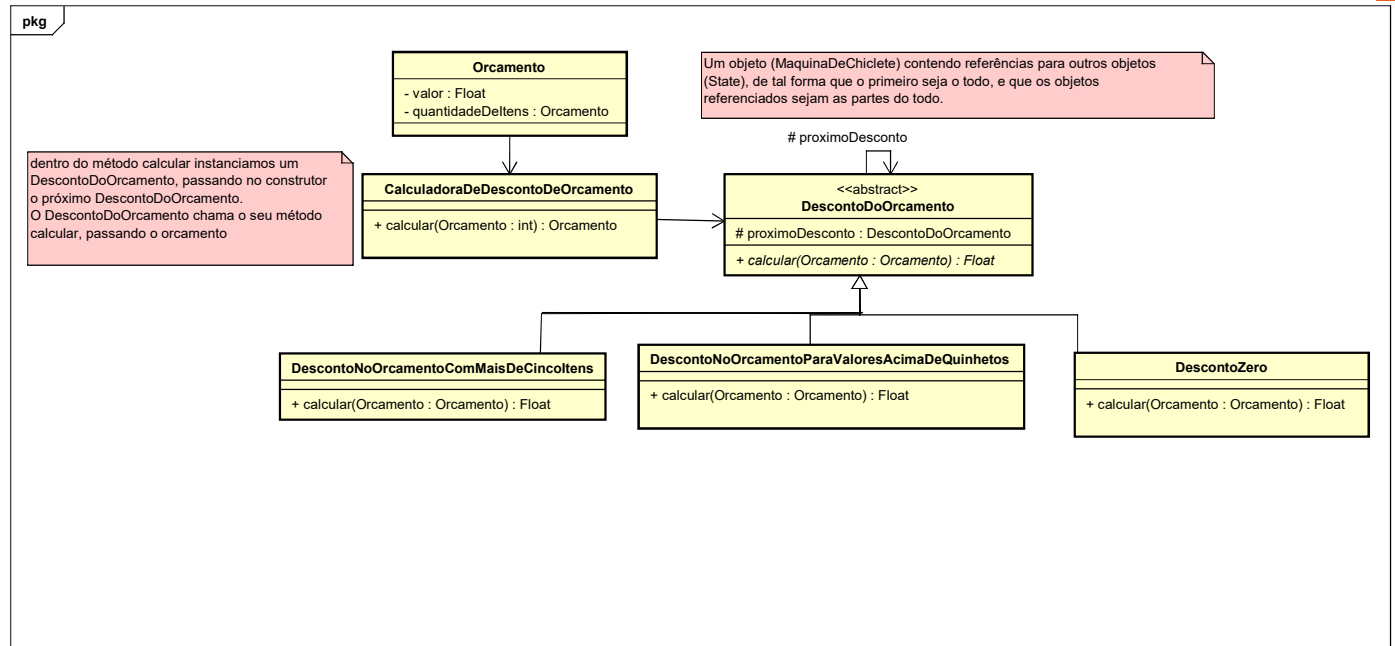 pkg
Orcamento
- valor : Float
- quantidadeDeItens : Orcamento
Um objeto (MaquinaDeChiclete) contendo referências para outros objetos
(State), de tal forma que o primeiro seja o todo, e que os objetos
referenciados sejam as partes do todo.
# proximoDesconto
dentro do método calcular instanciamos um
DescontoDoOrcamento, passando no construtor
o próximo DescontoDoOrcamento.
O DescontoDoOrcamento chama o seu método
calcular, passando o orcamento
CalculadoraDeDescontoDeOrcamento
+ calcular(Orcamento : int) : Orcamento
<<abstract>>
DescontoDoOrcamento
# proximoDesconto : DescontoDoOrcamento
+ calcular(Orcamento : Orcamento) : Float
DescontoNoOrcamentoComMaisDeCincoItens
+ calcular(Orcamento : Orcamento) : Float
DescontoNoOrcamentoParaValoresAcimaDeQuinhetos
+ calcular(Orcamento : Orcamento) : Float
DescontoZero
+ calcular(Orcamento : Orcamento) : Float